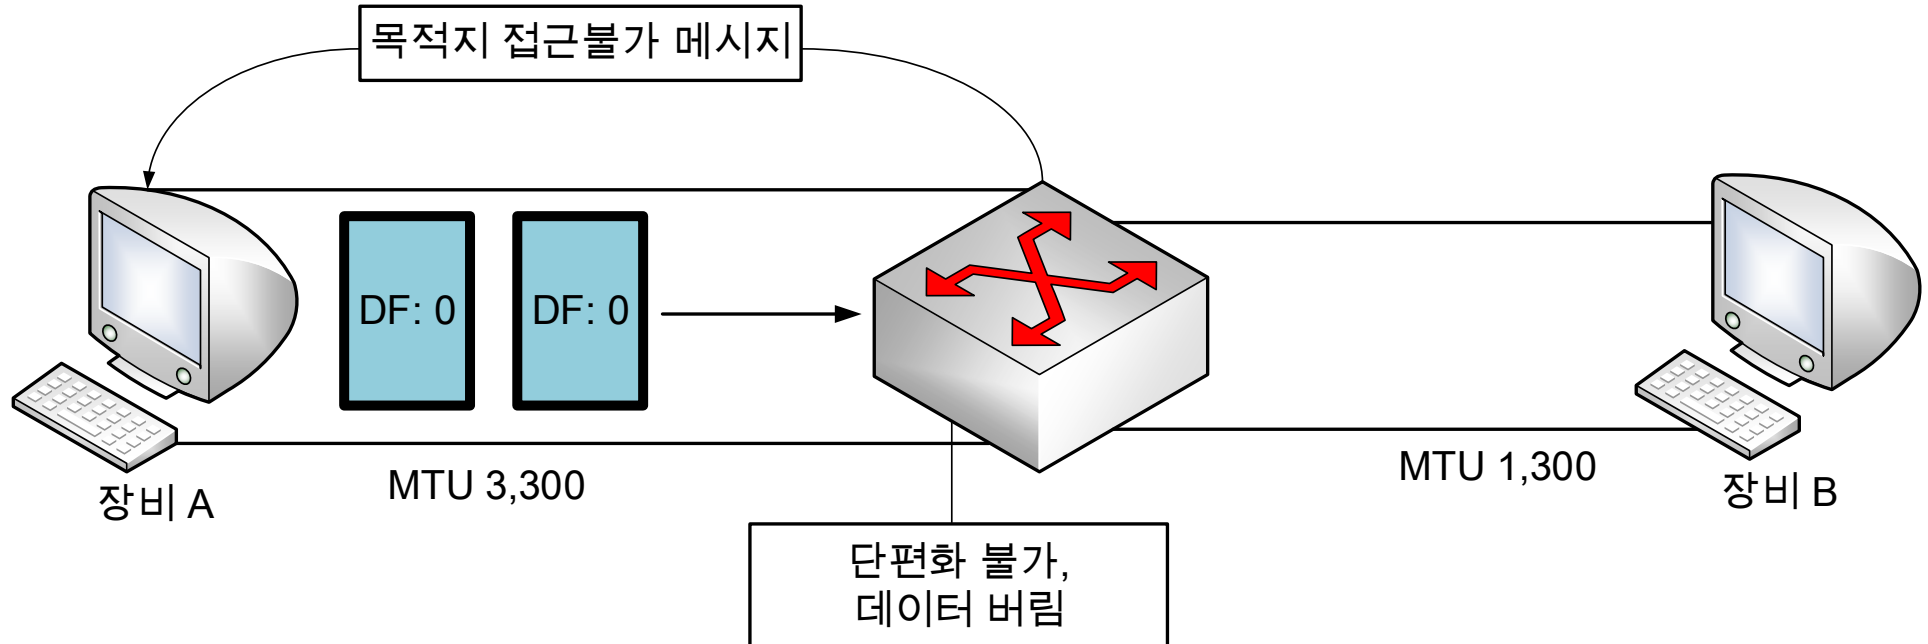 목적지 접근불가 메시지
DF: 0
DF: 0
MTU 3,300
MTU 1,300
장비 A
장비 B
단편화 불가,
데이터 버림